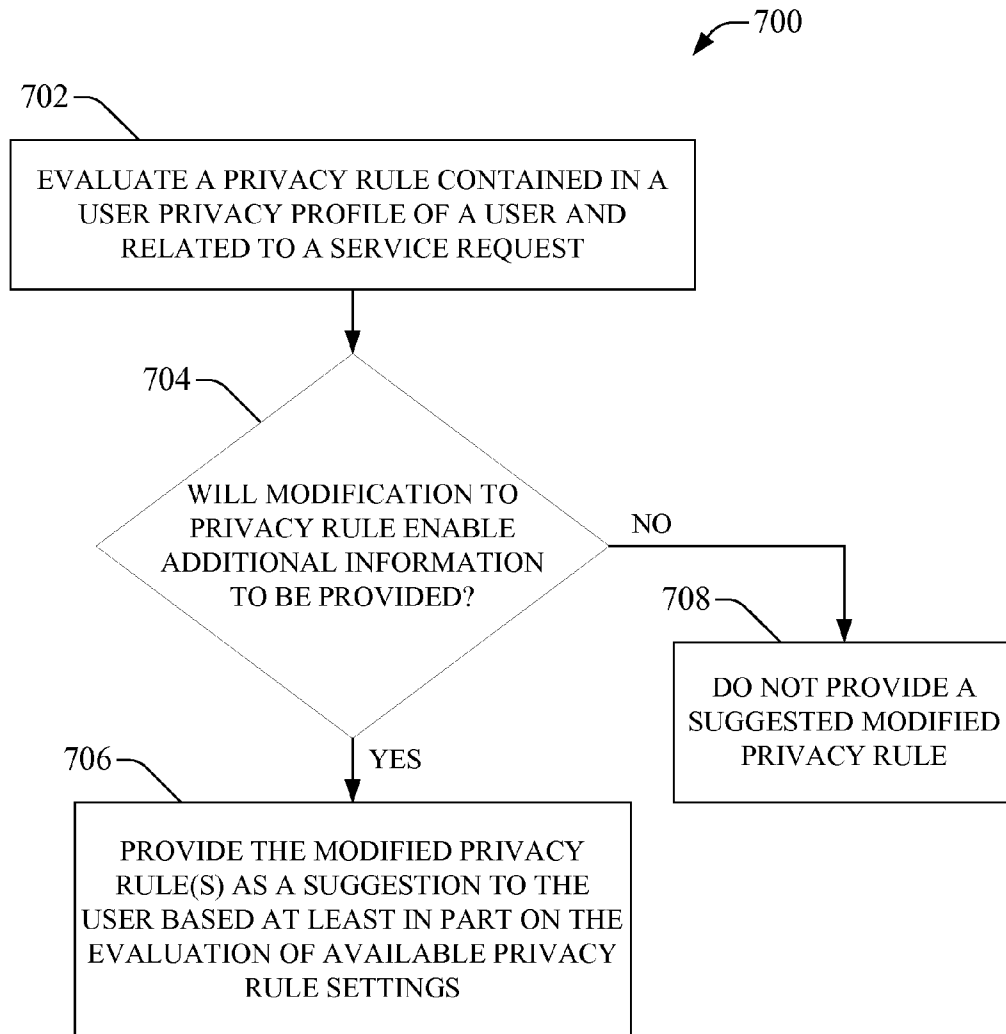 700
702
EVALUATE A PRIVACY RULE CONTAINED IN A
USER PRIVACY PROFILE OF A USER AND
RELATED TO A SERVICE REQUEST
704
WILL MODIFICATION TO
PRIVACY RULE ENABLE
ADDITIONAL INFORMATION
TO BE PROVIDED?
NO
708
DO NOT PROVIDE A
SUGGESTED MODIFIED
PRIVACY RULE
YES
706
PROVIDE THE MODIFIED PRIVACY
RULE(S) AS A SUGGESTION TO THE
USER BASED AT LEAST IN PART ON THE
EVALUATION OF AVAILABLE PRIVACY
RULE SETTINGS